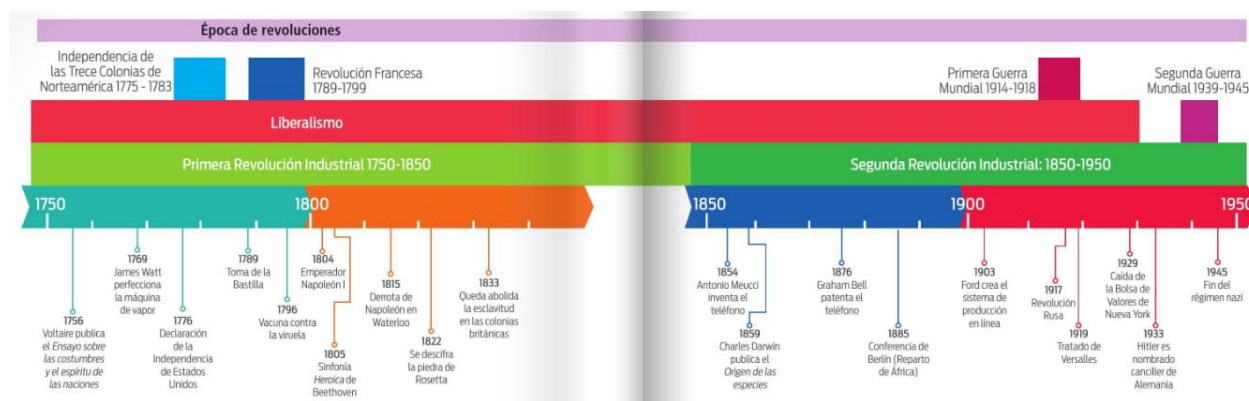 Época de revoluciones
Independencia de
las Trece Colonias de
Norteamérica 1775 - 1783
Revolución Francesa
1789-1799
Primera Guerra
Mundial 1914-1918
Segunda Guerra
Mundial 1939-1945
Liberalismo
Primera Revolución Industrial 1750-1850
Segunda Revolución Industrial: 1850-1950
1750
1800
1850
1900
1950
1756
Voltaire publica
el Ensayo sobre
las costumbres
y el espíritu de
las naciones
1769
James Watt
perfecciona
la máquina
de vapor
1776
Declaración
de la
Independencia
de Estados
Unidos
1789
Toma de la
Bastilla
1796
Vacuna contra
la viruela
1804
Emperador
Napoleón I
1805
Sinfonía
Heroica de
Beethoven
1815
Derrota de
Napoleón en
Waterloo
1822
Se descifra
la piedra de
Rosetta
1833
Queda abolida
la esclavitud
en las colonias
británicas
1854
Antonio Meucci
inventa el
teléfono
1859
Charles Darwin
publica el
Origen de las
especies
1876
Graham Bell
patenta el
teléfono
1885
Conferencia de
Berlín (Reparto
de África)
1903
Ford crea el
sistema de
producción
en línea
1917
Revolución
Rusa
1919
Tratado de
Versalles
1929
Caída de
la Bolsa de
Valores de
Nueva York
1933
Hitler es
nombrado
canciller de
Alemania
1945
Fin del
régimen nazi